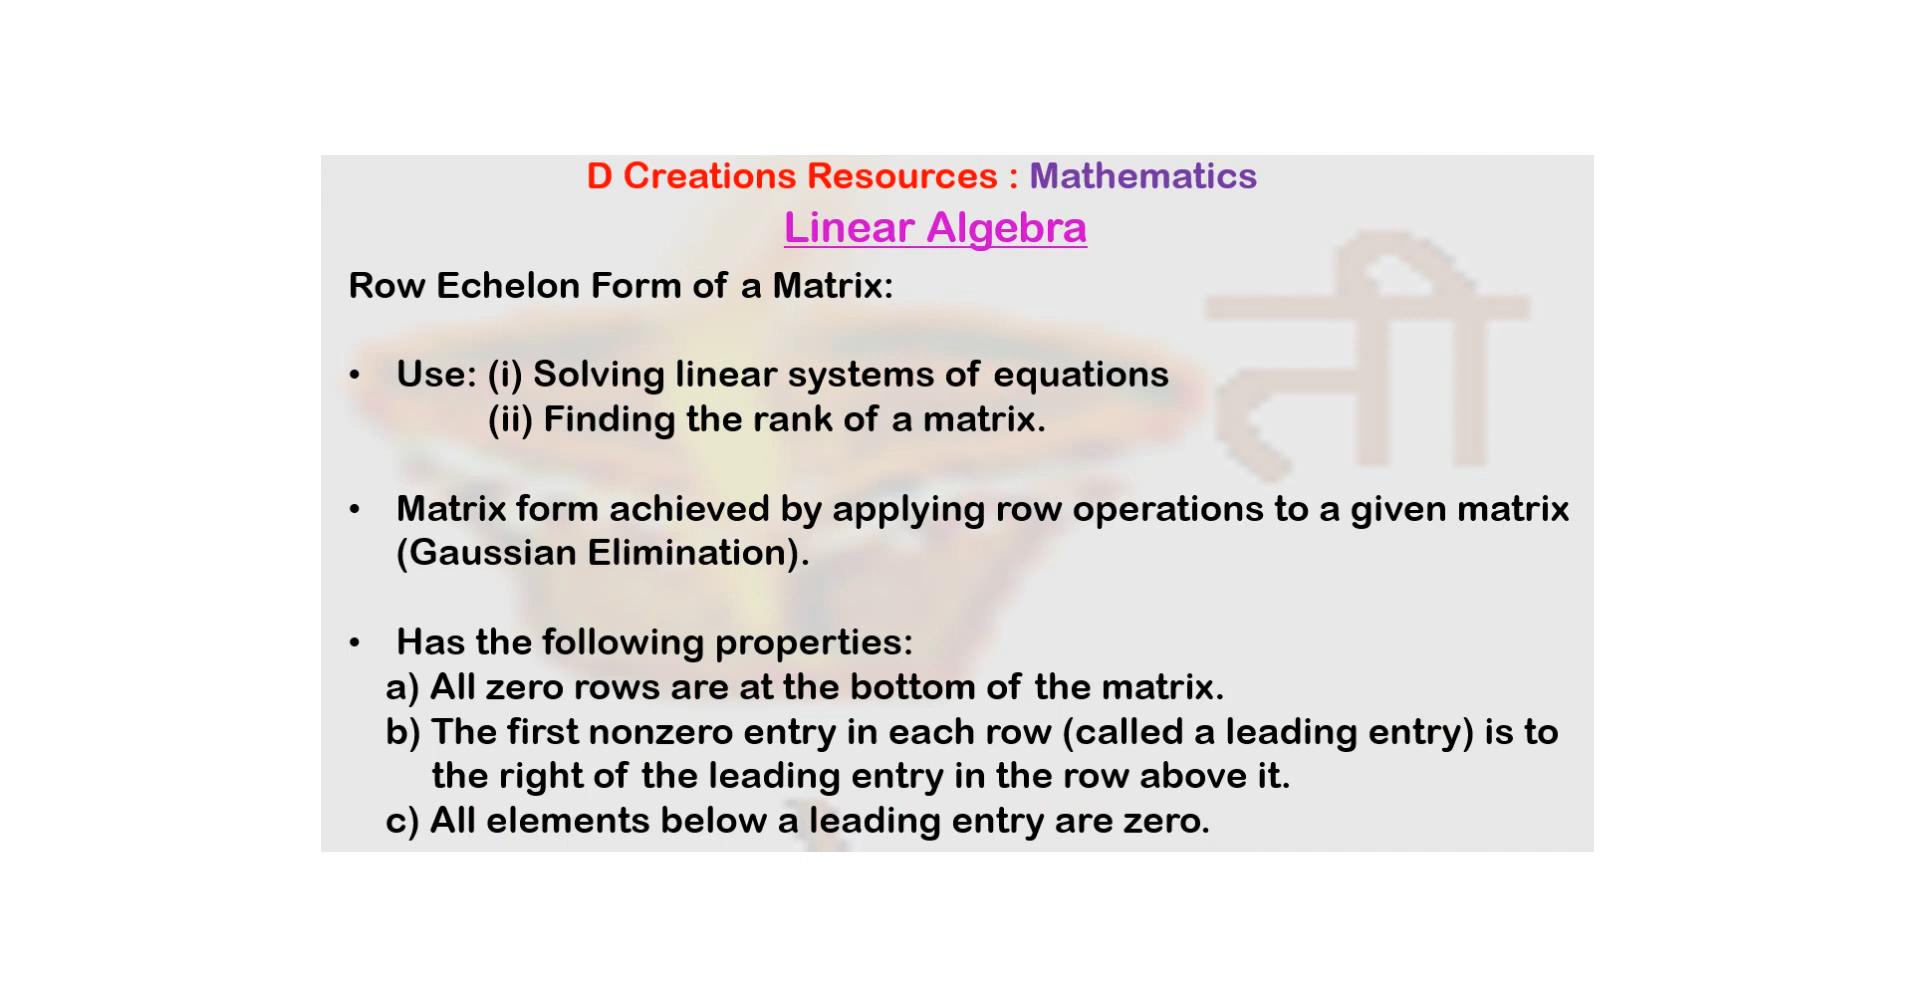 D Creations Resources : Mathematics
Linear Algebra
Row Echelon Form of a Matrix:
• Use: (i) Solving linear systems of equations
(ii) Finding the rank of a matrix.
• Matrix form achieved by applying row operations to a given matrix
(Gaussian Elimination).
• Has the following properties:
a) All zero rows are at the bottom of the matrix.
b) The first nonzero entry in each row (called a leading entry) is to
the right of the leading entry in the row above it.
c) All elements below a leading entry are zero.
ती